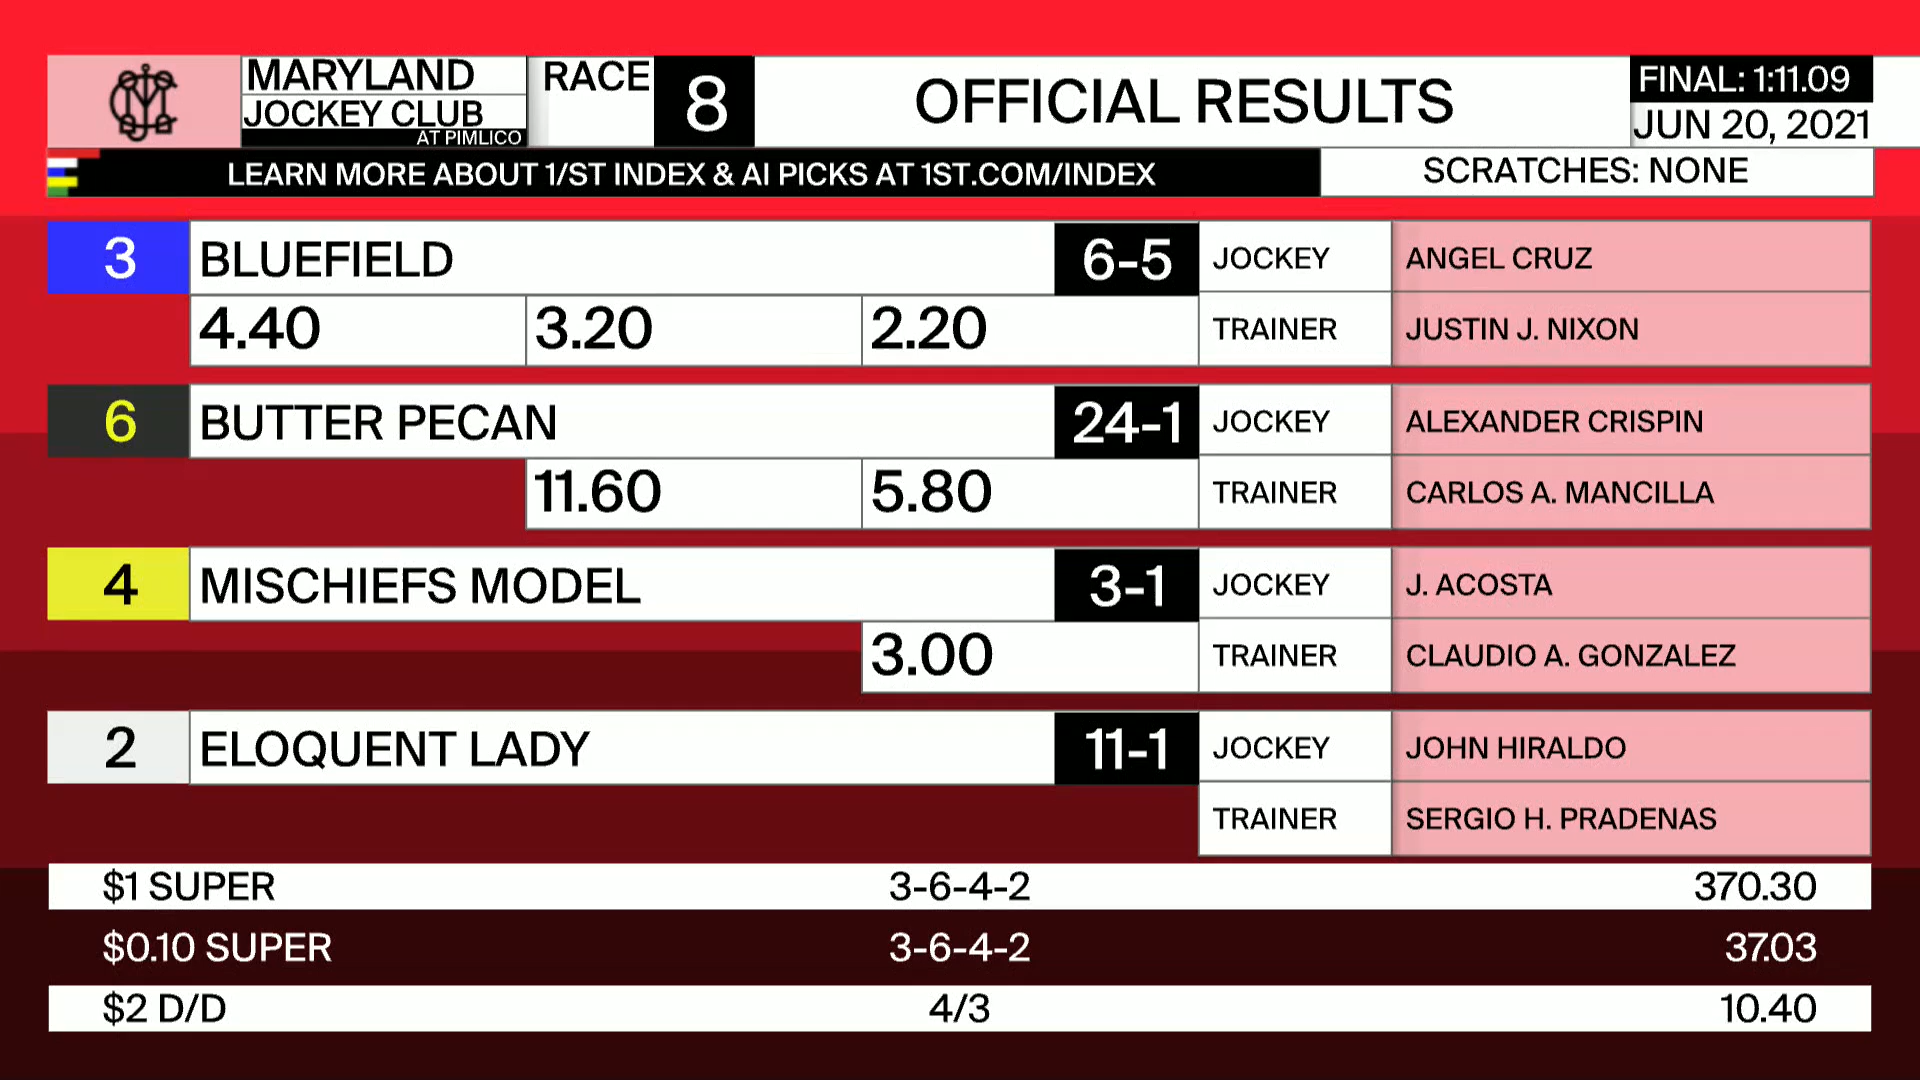 MARYLAND
JOCKEY CLUB
AT PIMLICO
RACE 8
OFFICIAL RESULTS
FINAL: 1:11.09
JUN 20, 2021
LEARN MORE ABOUT 1/ST INDEX & AI PICKS AT 1ST.COM/INDEX
SCRATCHES: NONE
3 BLUEFIELD 6-5 JOCKEY ANGEL CRUZ
4.40 3.20 2.20 TRAINER JUSTIN J. NIXON
6 BUTTER PECAN 24-1 JOCKEY ALEXANDER CRISPIN
11.60 5.80 TRAINER CARLOS A. MANCILLA
4 MISCHIEFS MODEL 3-1 JOCKEY J. ACOSTA
3.00 TRAINER CLAUDIO A. GONZALEZ
2 ELOQUENT LADY 11-1 JOCKEY JOHN HIRALDO
TRAINER SERGIO H. PRADENAS
$1 SUPER 3-6-4-2 370.30
$0.10 SUPER 3-6-4-2 37.03
$2 D/D 4/3 10.40